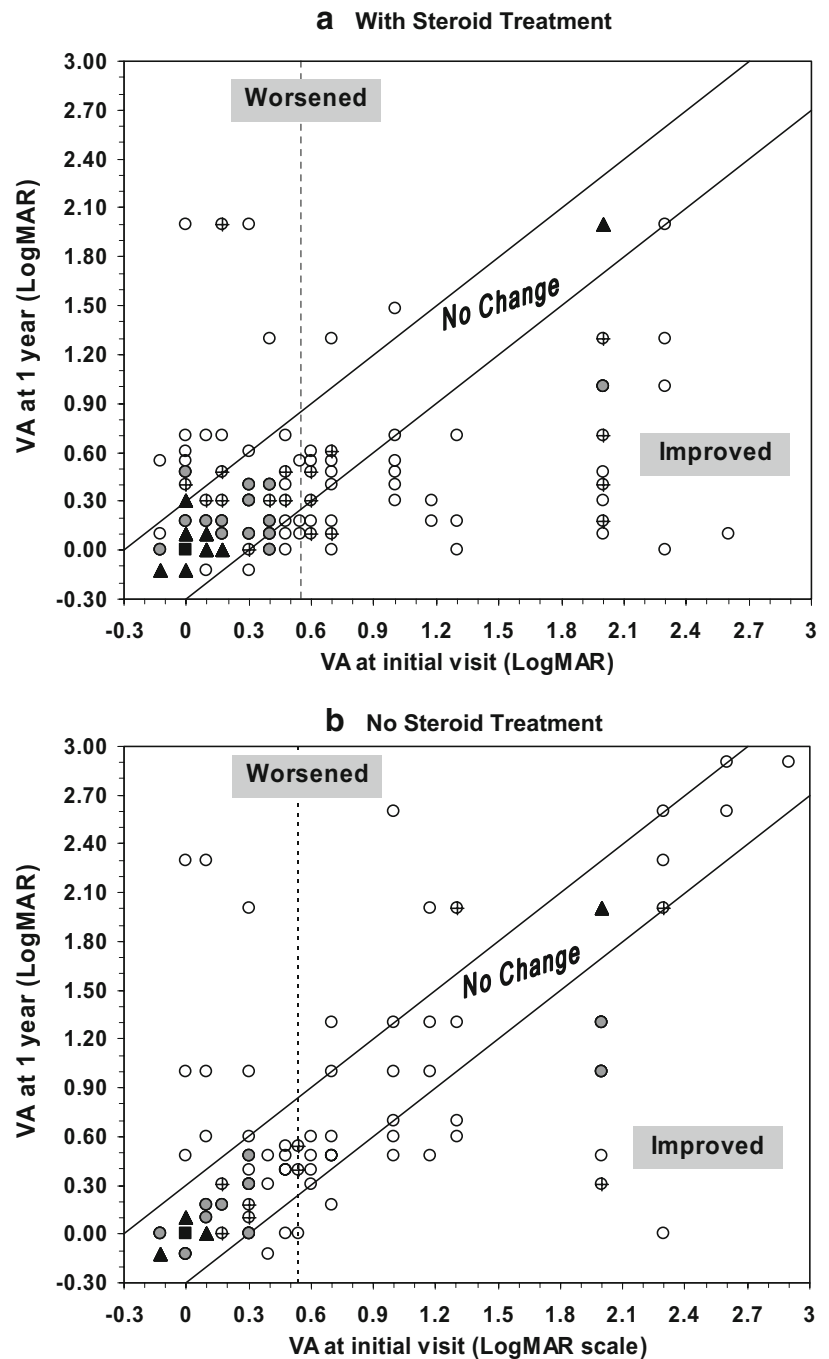 a With Steroid Treatment
3.00
2.70
2.40
2.10
1.80
1.50
1.20
0.90
0.60
0.30
0.00
-0.30
VA at 1 year (LogMAR)
Worsened
No Change
Improved
-0.3 0 0.3 0.6 0.9 1.2 1.5 1.8 2.1 2.4 2.7 3
VA at initial visit (LogMAR)
b No Steroid Treatment
3.00
2.70
2.40
2.10
1.80
1.50
1.20
0.90
0.60
0.30
0.00
-0.30
VA at 1 year (LogMAR)
Worsened
No Change
Improved
-0.3 0 0.3 0.6 0.9 1.2 1.5 1.8 2.1 2.4 2.7 3
VA at initial visit (LogMAR scale)